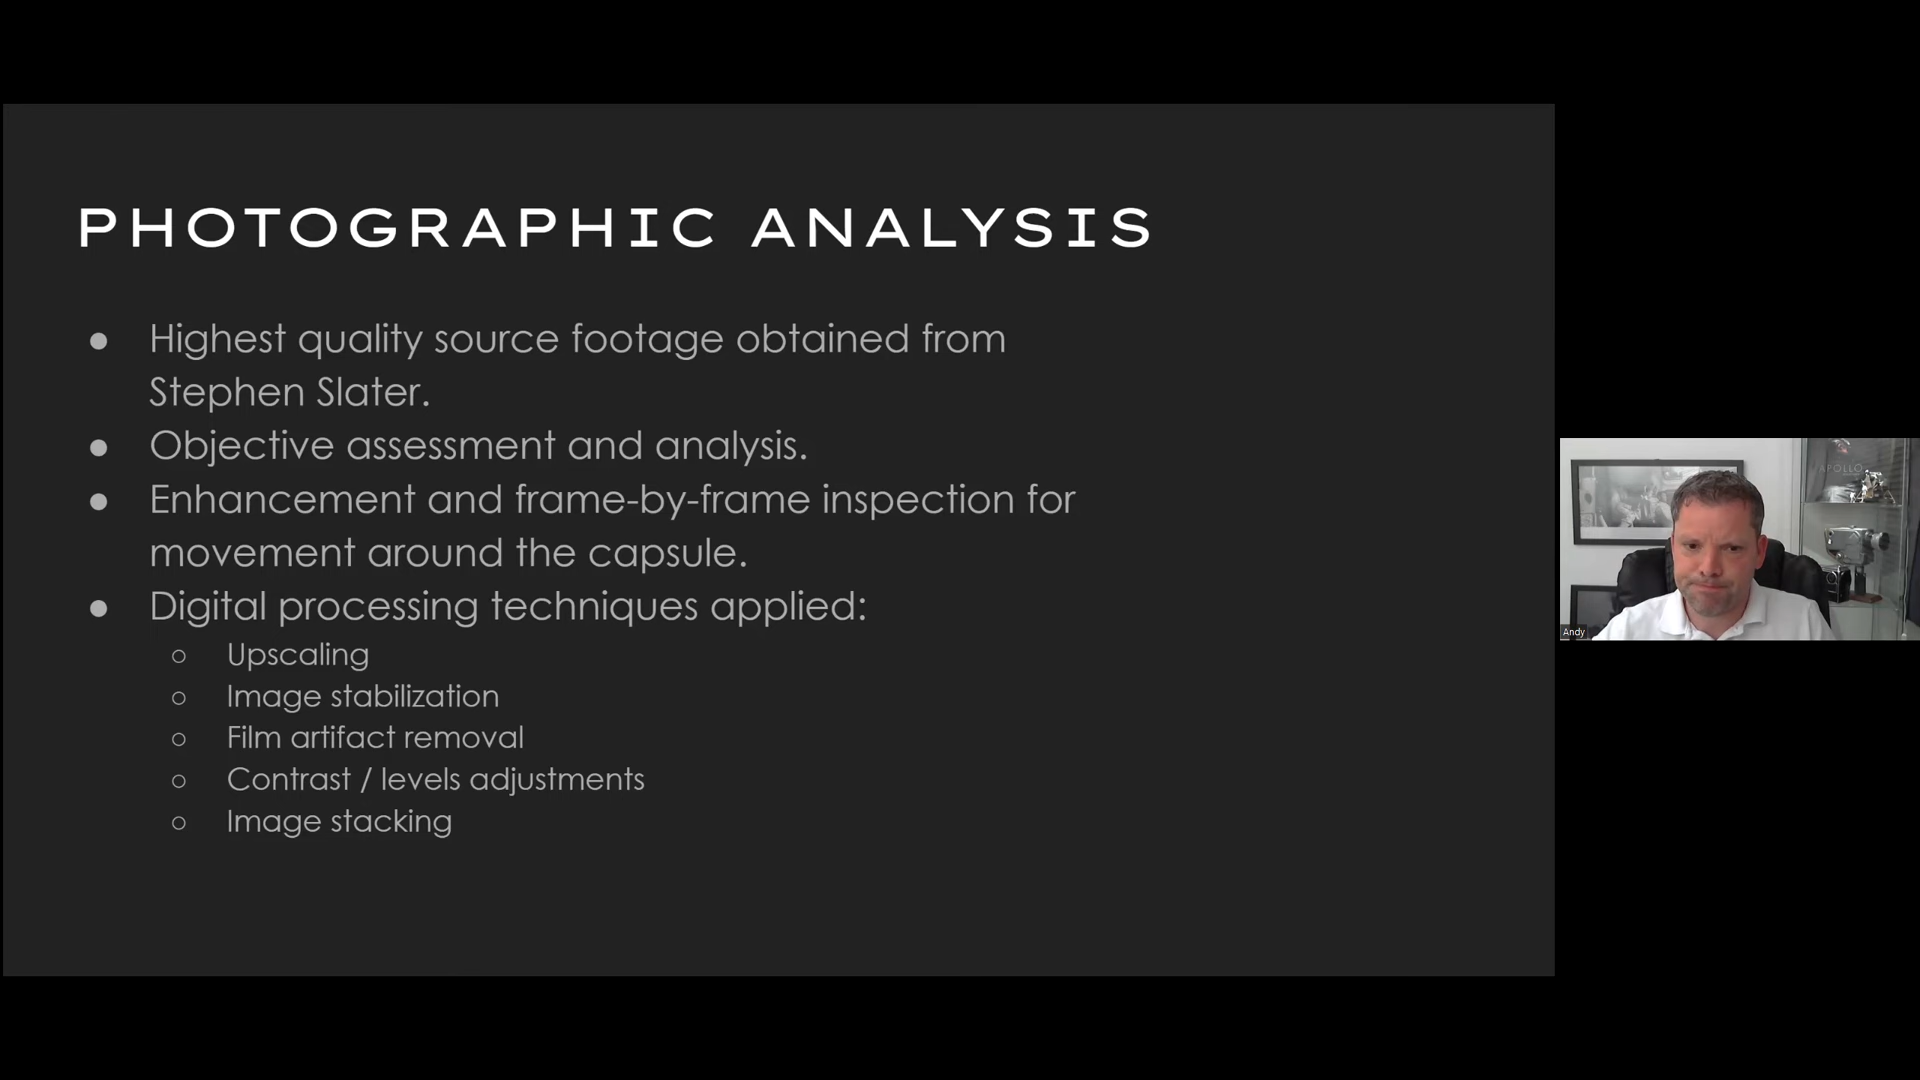 PHOTOGRAPHIC ANALYSIS
● Highest quality source footage obtained from
Stephen Slater.
● Objective assessment and analysis.
● Enhancement and frame-by-frame inspection for
movement around the capsule.
● Digital processing techniques applied:
○ Upscaling
○ Image stabilization
○ Film artifact removal
○ Contrast / levels adjustments
○ Image stacking
APOLLO
Andy